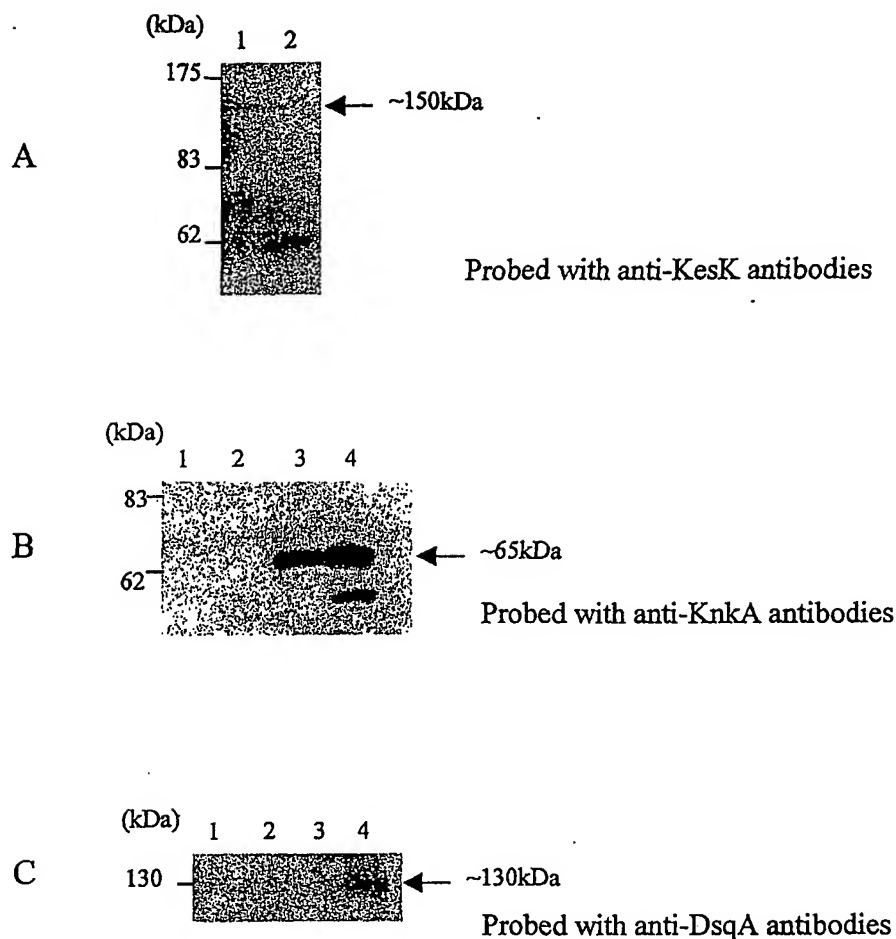 (kDa)
1 2
175
~150kDa
A
83
62
Probed with anti-KesK antibodies
(kDa)
1 2 3 4
83
B
~65kDa
62
Probed with anti-KnkA antibodies
(kDa)
1 2 3 4
C
130
~130kDa
Probed with anti-DsqA antibodies